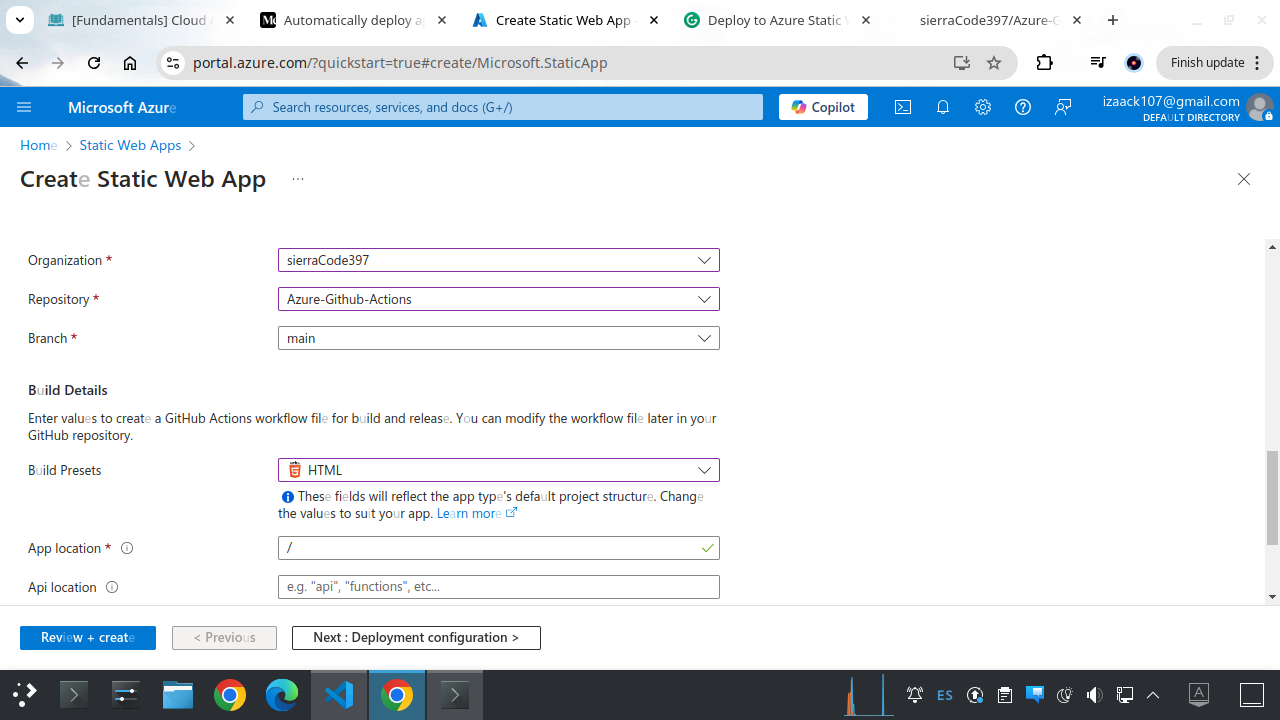 [Fundamentals] Cloud
Automatically deploy a
Create Static Web App
Deploy to Azure Static
sierraCode397/Azure-G
portal.azure.com/?quickstart=true#create/Microsoft.StaticApp
Finish update
Microsoft Azure
Search resources, services, and docs (G+/)
Copilot
izaack107@gmail.com
DEFAULT DIRECTORY
Home > Static Web Apps >
Create Static Web App ...
Organization *
sierraCode397
Repository *
Azure-Github-Actions
Branch *
main
Build Details
Enter values to create a GitHub Actions workflow file for build and release. You can modify the workflow file later in your
GitHub repository.
Build Presets
HTML
These fields will reflect the app type's default project structure. Change
the values to suit your app. Learn more
App location *
/
Api location
e.g. "api", "functions", etc...
Review + create
< Previous
Next : Deployment configuration >
ES
A